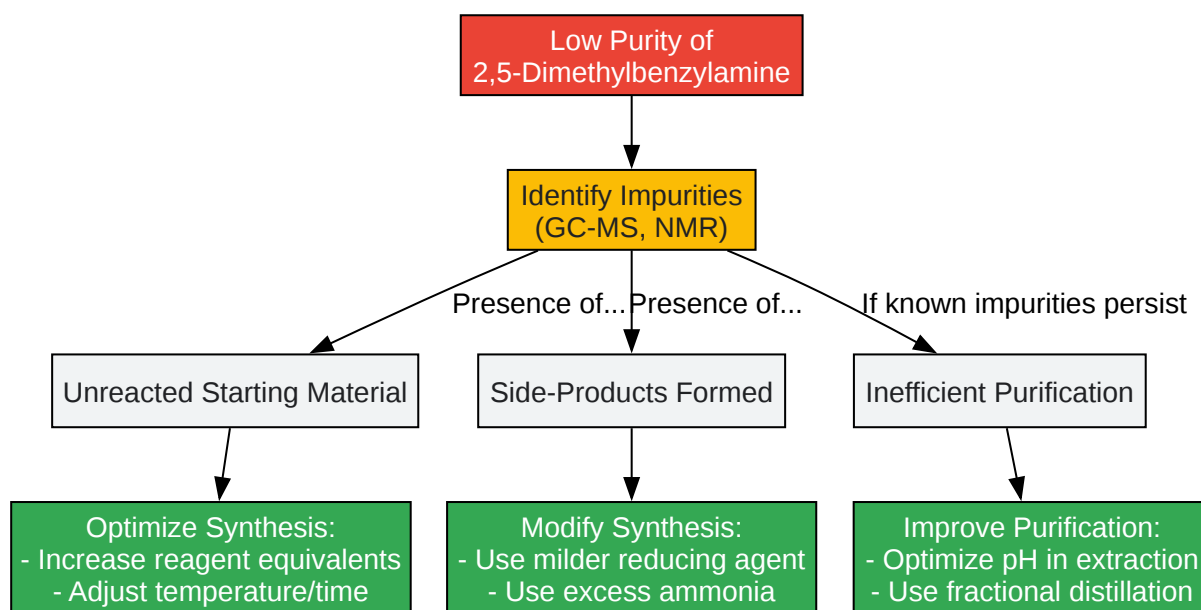 Low Purity of
2,5-Dimethylbenzylamine
Identify Impurities
(GC-MS, NMR)
Presence of...
Presence of...
If known impurities persist
Unreacted Starting Material
Side-Products Formed
Inefficient Purification
Optimize Synthesis:
- Increase reagent equivalents
- Adjust temperature/time
Modify Synthesis:
- Use milder reducing agent
- Use excess ammonia
Improve Purification:
- Optimize pH in extraction
- Use fractional distillation